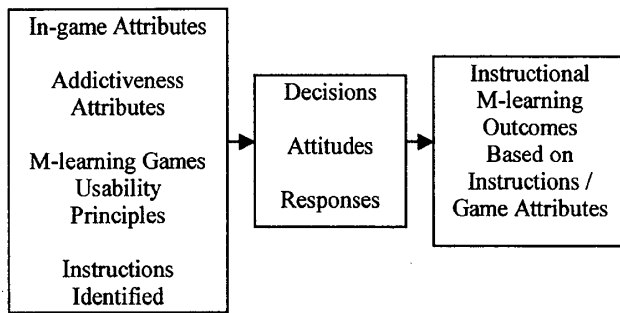 In-game Attributes
Addictiveness
Attributes
M-learning Games
Usability
Principles
Instructions
Identified
Decisions
Attitudes
Responses
Instructional
M-learning
Outcomes
Based on
Instructions /
Game Attributes